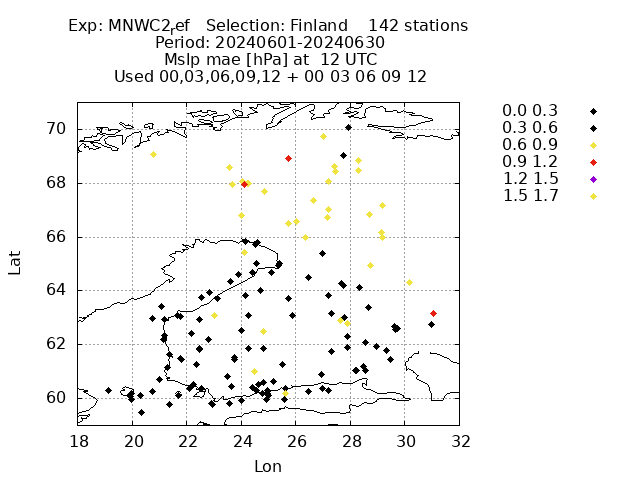 Exp: MNWC2ref Selection: Finland 142 stations
Period: 20240601-20240630
Mslp mae [hPa] at 12 UTC
Used 00,03,06,09,12 + 00 03 06 09 12
0.0 0.3
0.3 0.6
0.6 0.9
0.9 1.2
1.2 1.5
1.5 1.7
70
68
66
64
62
60
Lat
18 20 22 24 26 28 30 32
Lon